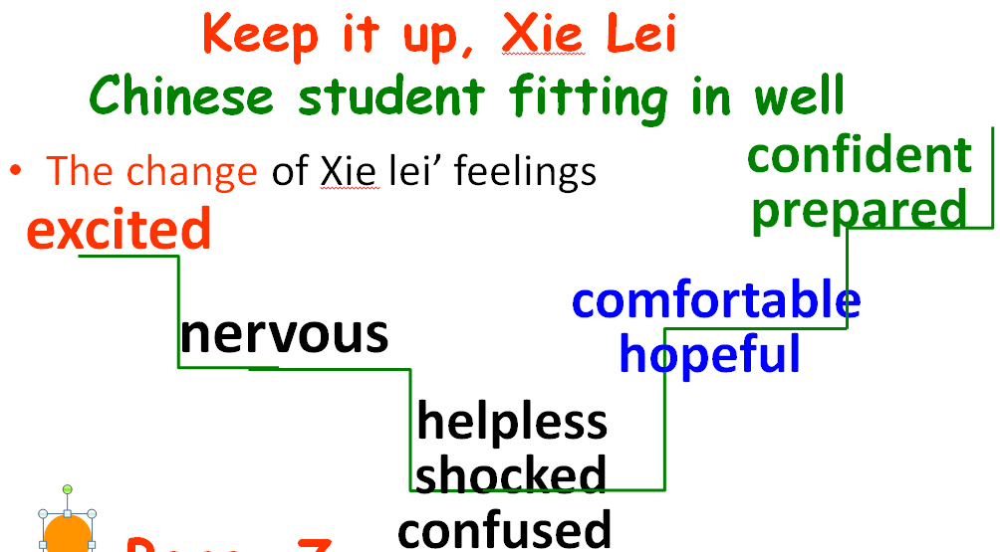 Keep it up, Xie Lei
Chinese student fitting in well
• The change of Xie lei’ feelings
excited
nervous
helpless
shocked
confused
comfortable
hopeful
confident
prepared